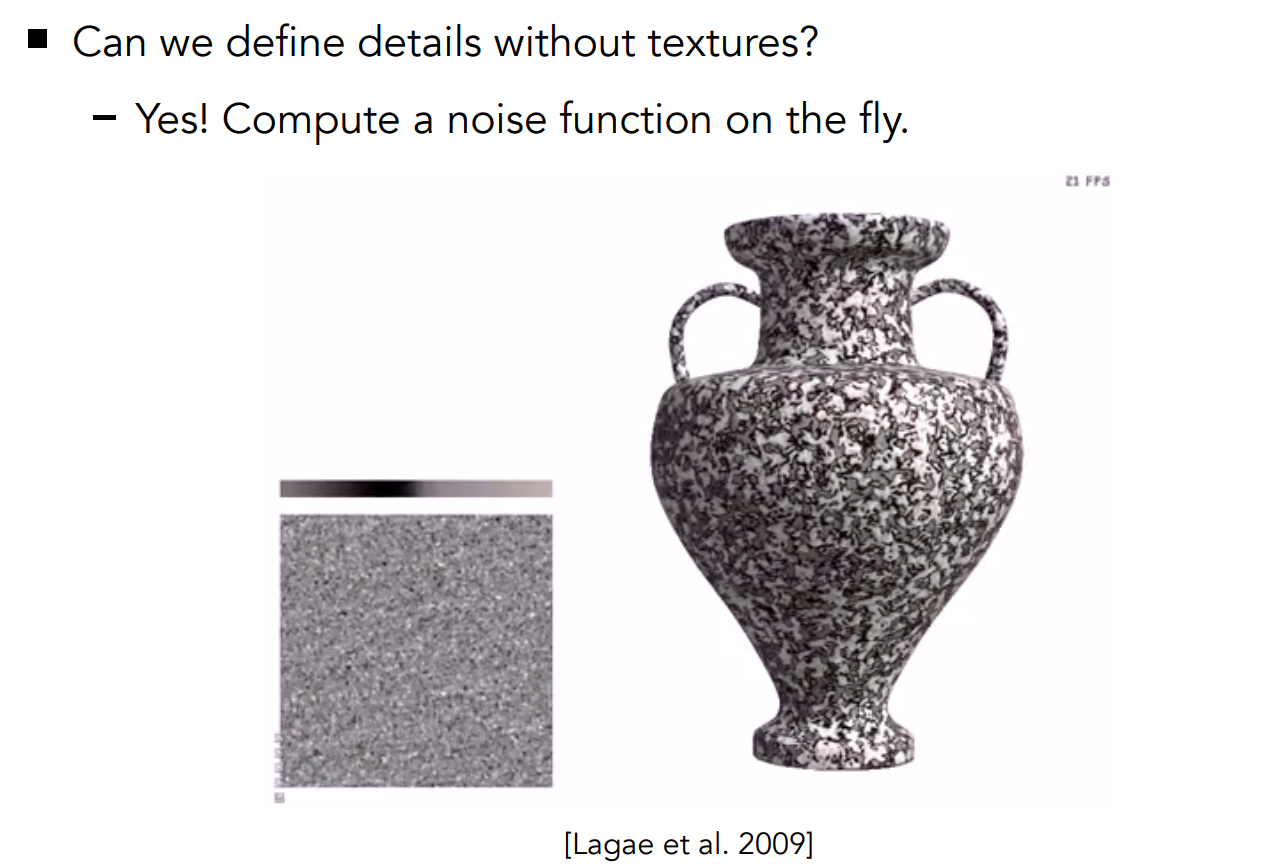 Can we define details without textures?
– Yes! Compute a noise function on the fly.
21 FPS
[Lagae et al. 2009]